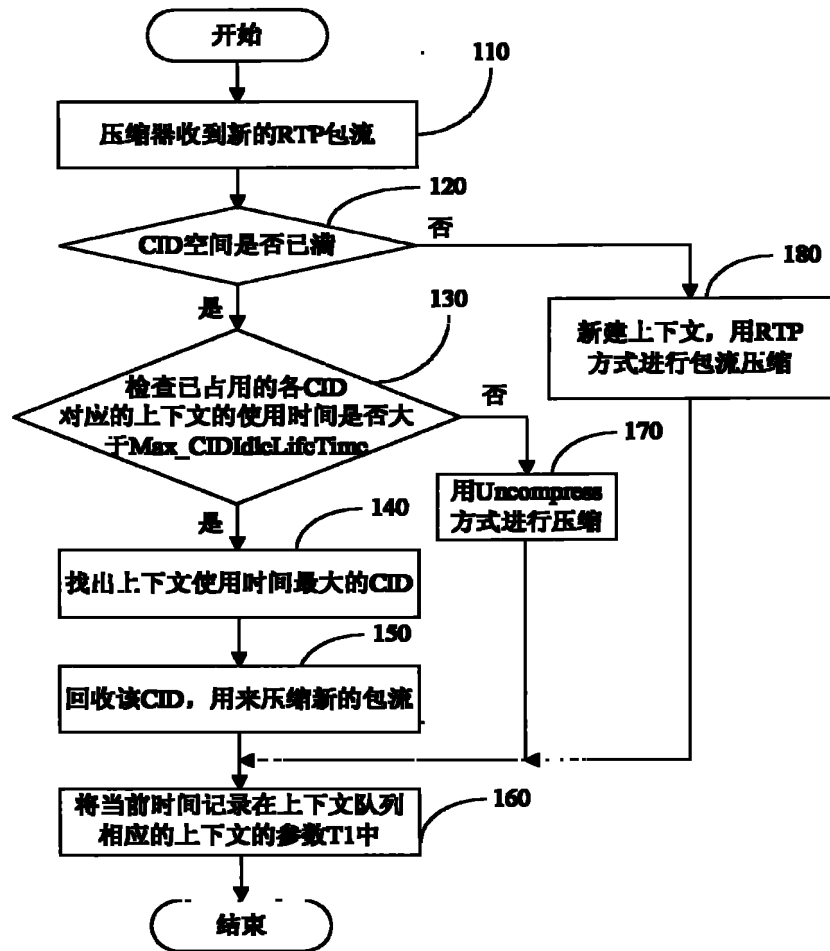 开始
110
压缩器收到新的RTP包流
120
CID空间是否已满
否
180
是
130
新建上下文，用RTP
方式进行包流压缩
检查已占用的各CID
对应的上下文的使用时间是否大
于Max_CIDIdleLifeTime
否
170
用Uncompress
方式进行压缩
是
140
找出上下文使用时间最大的CID
150
回收该CID，用来压缩新的包流
将当前时间记录在上下文队列
相应的上下文的参数T1中
160
结束